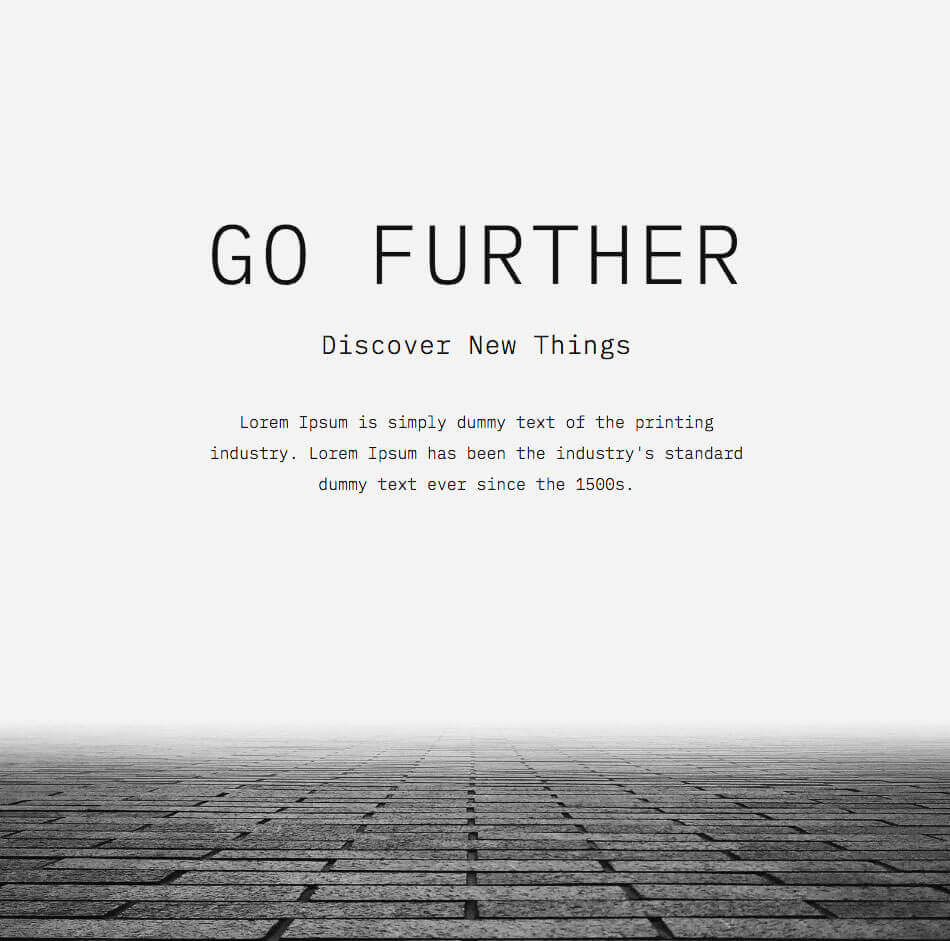 GO FURTHER
Discover New Things
Lorem Ipsum is simply dummy text of the printing
industry. Lorem Ipsum has been the industry's standard
dummy text ever since the 1500s.